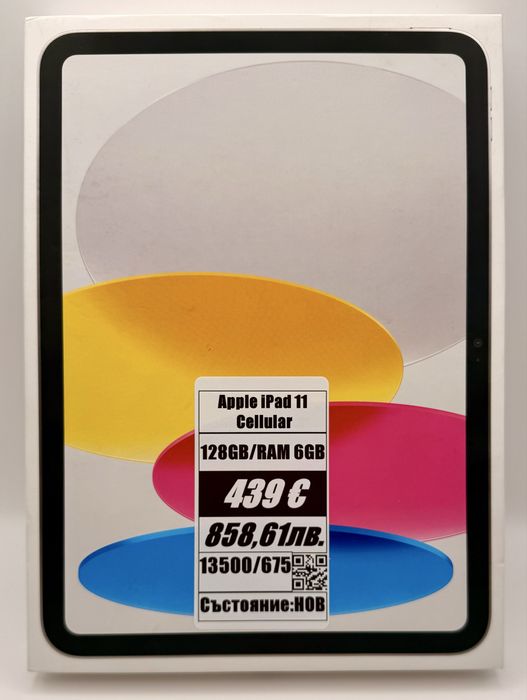 Apple iPad 11
Cellular
128GB/RAM 6GB
439 €
858,61лв.
13500/675
Състояние:НОВ